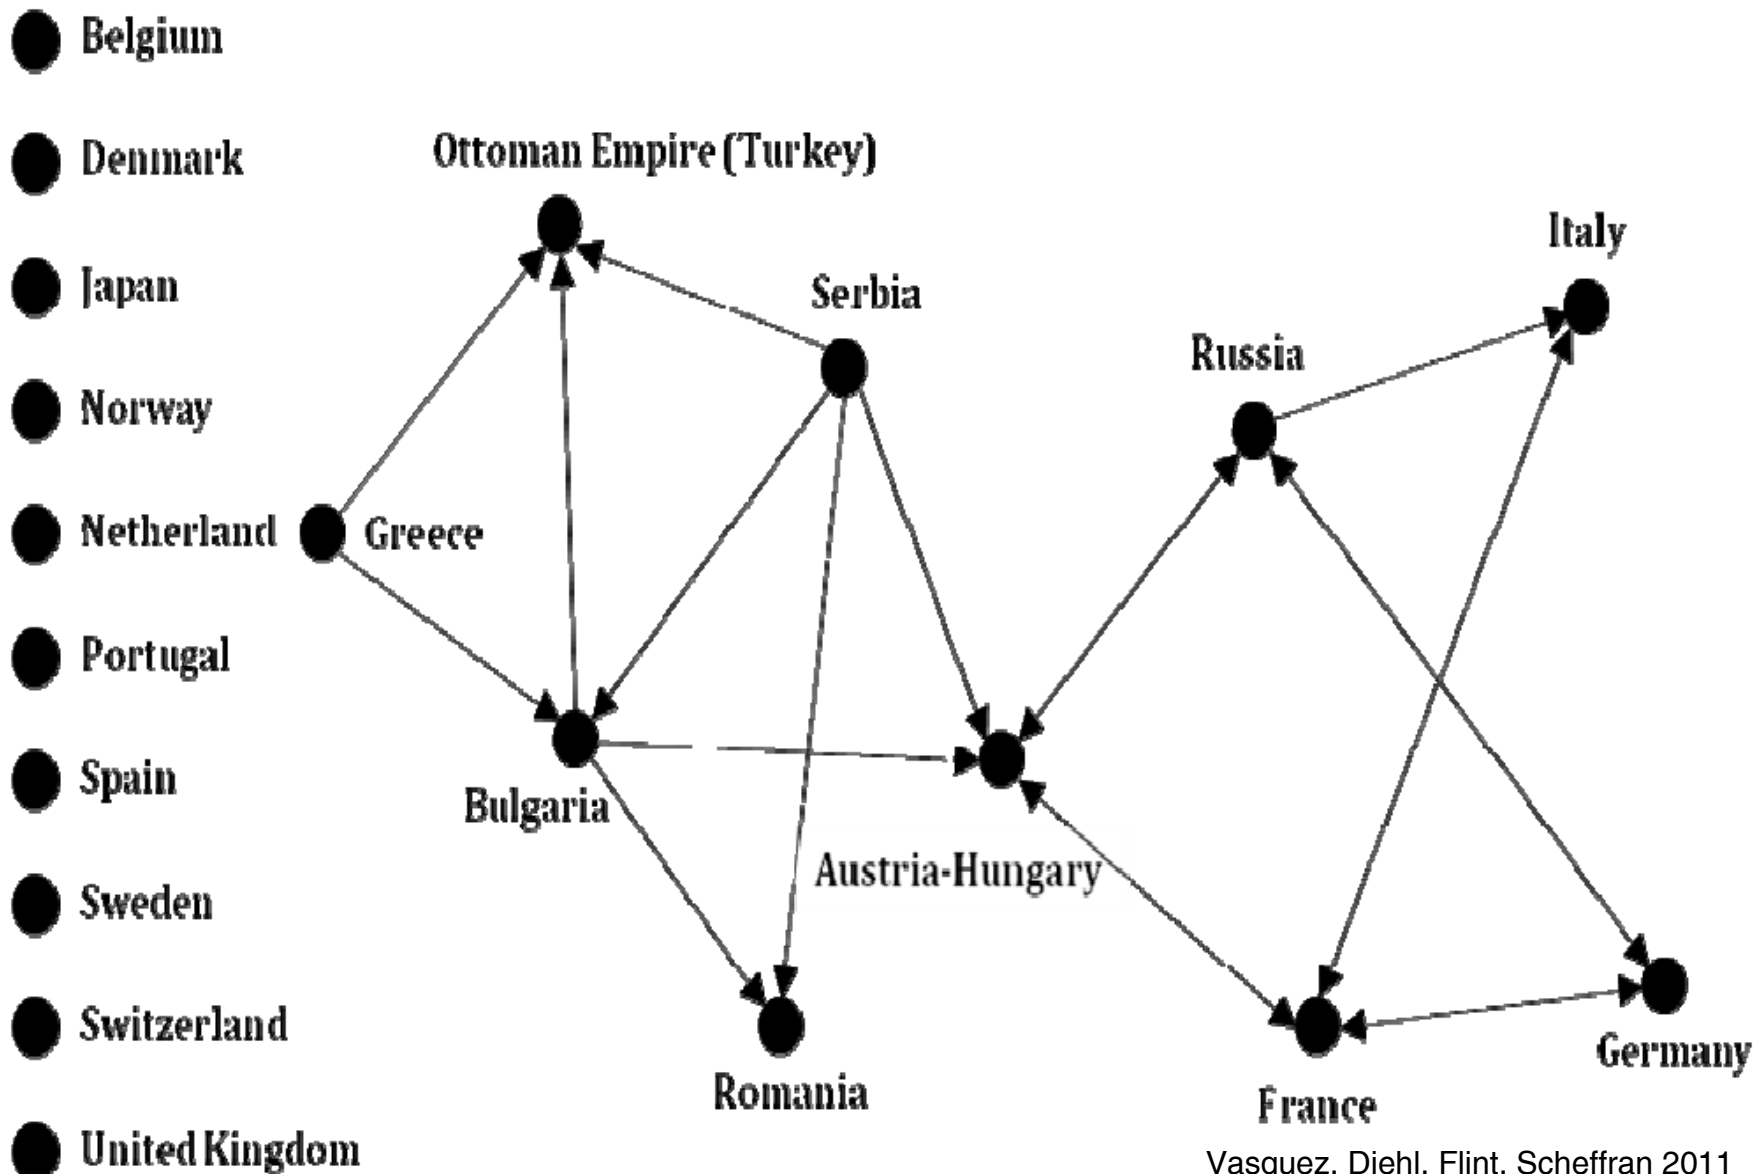 Belgium
Denmark
Ottoman Empire (Turkey)
Italy
Japan
Serbia
Russia
Norway
Netherland
Greece
Portugal
Spain
Bulgaria
Austria-Hungary
Sweden
Switzerland
Germany
Romania
France
United Kingdom
Vasquez, Diehl, Flint, Scheffran 2011